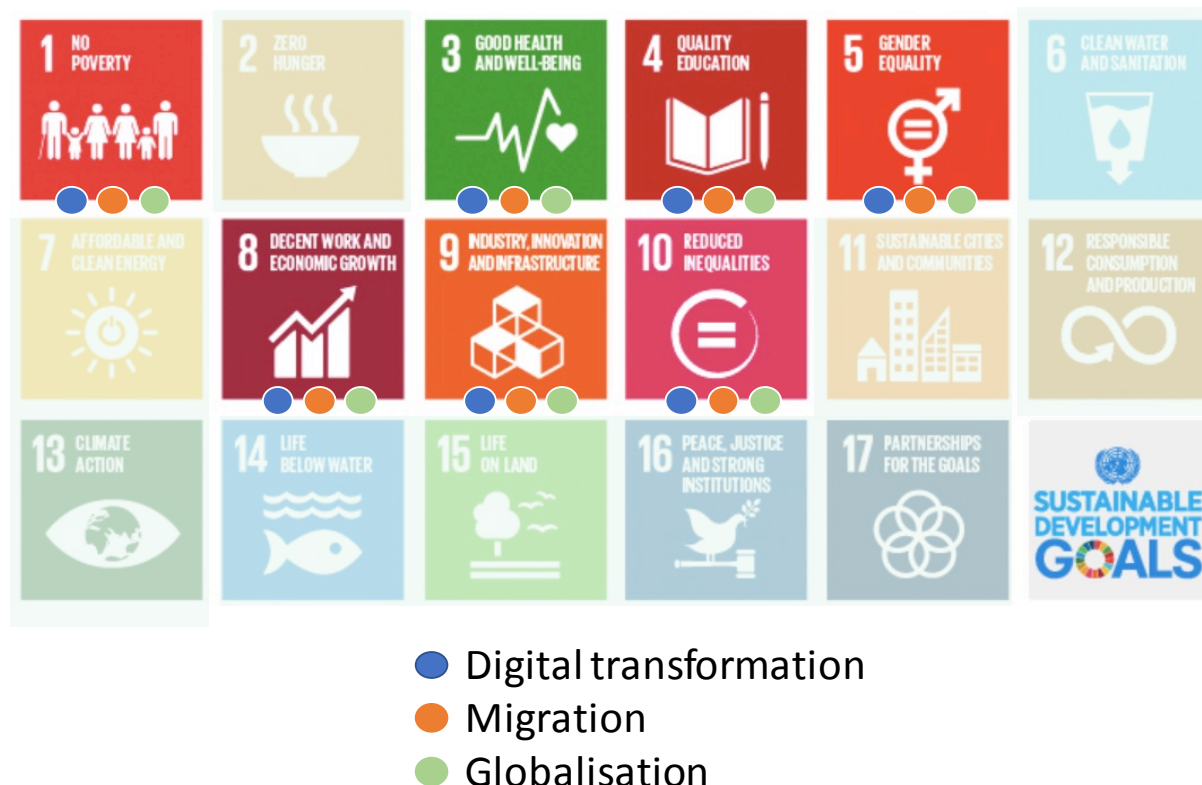 1 NO
POVERTY
2 ZERO
HUNGER
3 GOOD HEALTH
AND WELL-BEING
4 QUALITY
EDUCATION
5 GENDER
EQUALITY
6 CLEAN WATER
AND SANITATION
7 AFFORDABLE AND
CLEAN ENERGY
8 DECENT WORK AND
ECONOMIC GROWTH
9 INDUSTRY, INNOVATION
AND INFRASTRUCTURE
10 REDUCED
INEQUALITIES
11 SUSTAINABLE CITIES
AND COMMUNITIES
12 RESPONSIBLE
CONSUMPTION
AND PRODUCTION
13 CLIMATE
ACTION
14 LIFE
BELOW WATER
15 LIFE
ON LAND
16 PEACE, JUSTICE
AND STRONG
INSTITUTIONS
17 PARTNERSHIPS
FOR THE GOALS
SUSTAINABLE
DEVELOPMENT
GOALS
Digital transformation
Migration
Globalisation